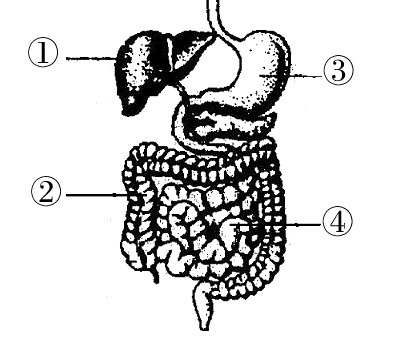 ①
③
②
④